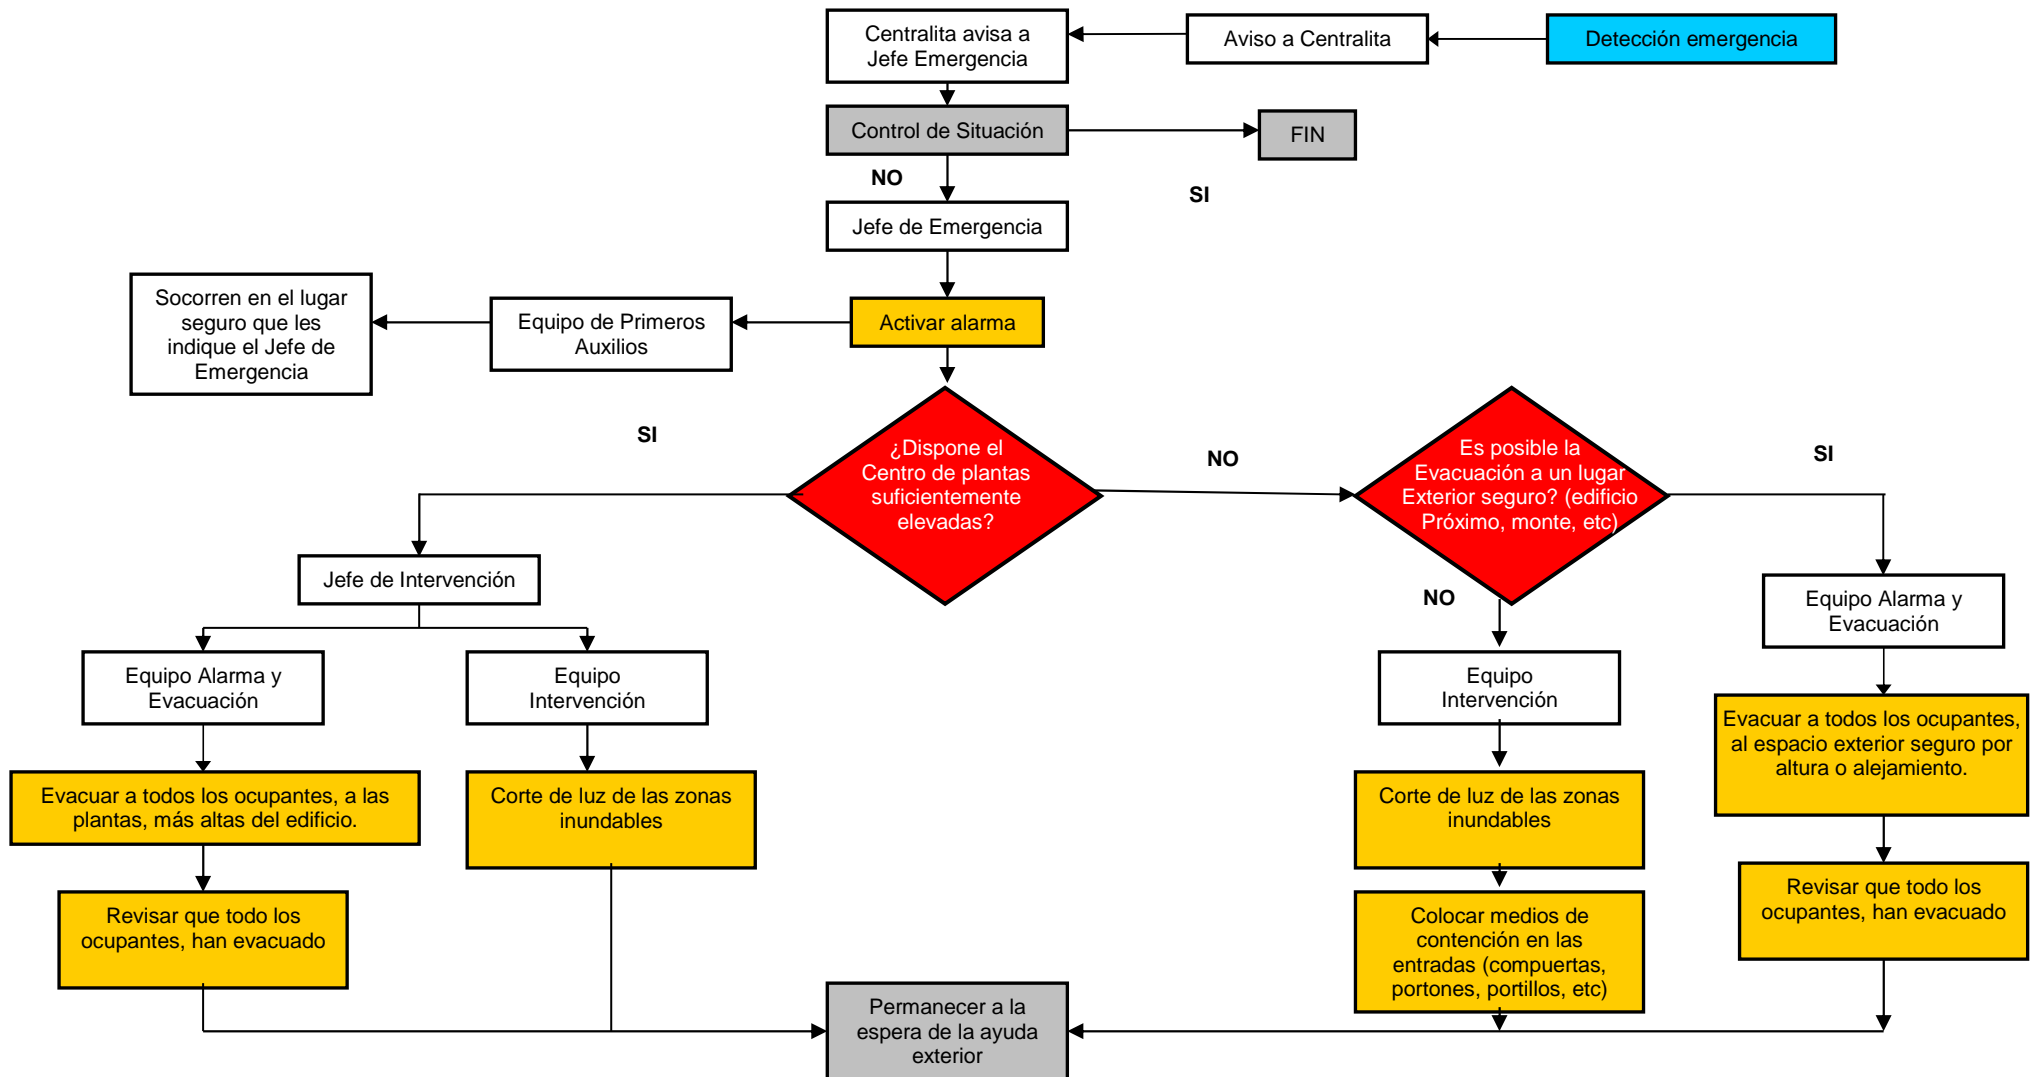 Centralita avisa a
Jefe Emergencia
Aviso a Centralita
Detección emergencia
Control de Situación
FIN
NO
SI
Jefe de Emergencia
Socorren en el lugar
seguro que les
indique el Jefe de
Emergencia
Equipo de Primeros
Auxilios
Activar alarma
SI
¿Dispone el
Centro de plantas
suficientemente
elevadas?
NO
Es posible la
Evacuación a un lugar
Exterior seguro? (edificio
Próximo, monte, etc)
SI
Jefe de Intervención
NO
Equipo Alarma y
Evacuación
Equipo Alarma y
Evacuación
Equipo
Intervención
Equipo
Intervención
Evacuar a todos los ocupantes,
al espacio exterior seguro por
altura o alejamiento.
Evacuar a todos los ocupantes, a las
plantas, más altas del edificio.
Corte de luz de las zonas
inundables
Corte de luz de las zonas
inundables
Revisar que todo los
ocupantes, han evacuado
Revisar que todo los
ocupantes, han evacuado
Colocar medios de
contención en las
entradas (compuertas,
portones, portillos, etc)
Permanecer a la
espera de la ayuda
exterior